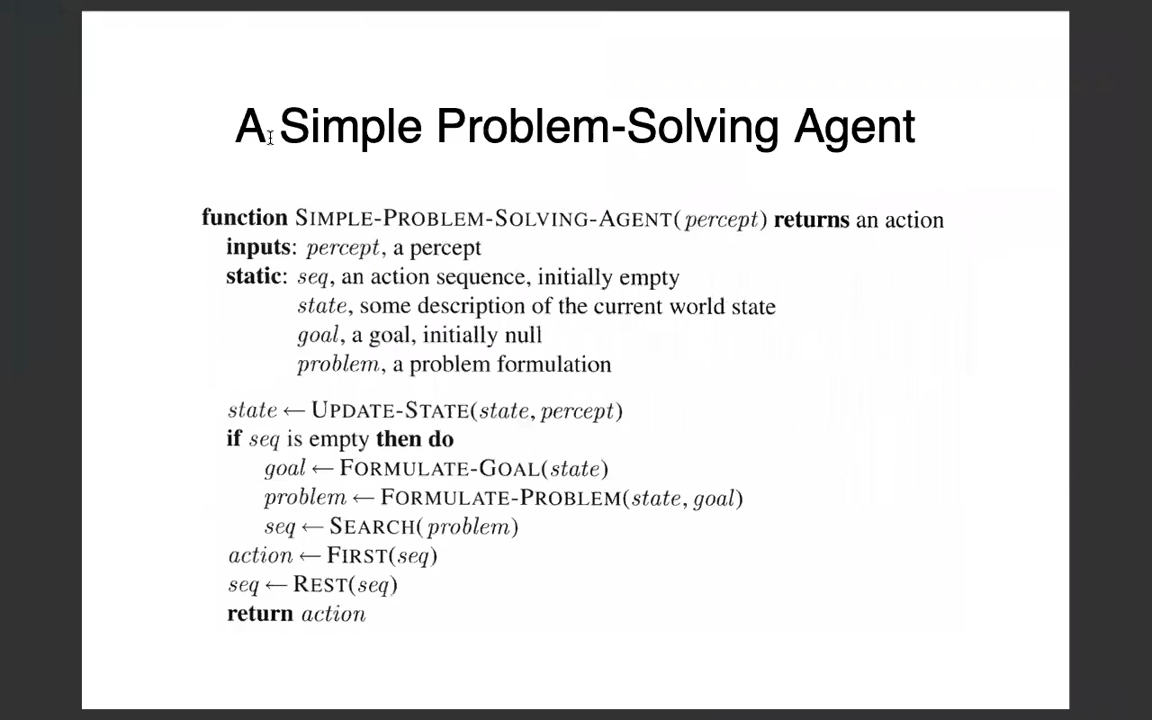 A Simple Problem-Solving Agent
function SIMPLE-PROBLEM-SOLVING-AGENT(percept) returns an action
inputs: percept, a percept
static: seq, an action sequence, initially empty
state, some description of the current world state
goal, a goal, initially null
problem, a problem formulation
state ← UPDATE-STATE(state, percept)
if seq is empty then do
goal ← FORMULATE-GOAL(state)
problem ← FORMULATE-PROBLEM(state, goal)
seq ← SEARCH(problem)
action ← FIRST(seq)
seq ← REST(seq)
return action